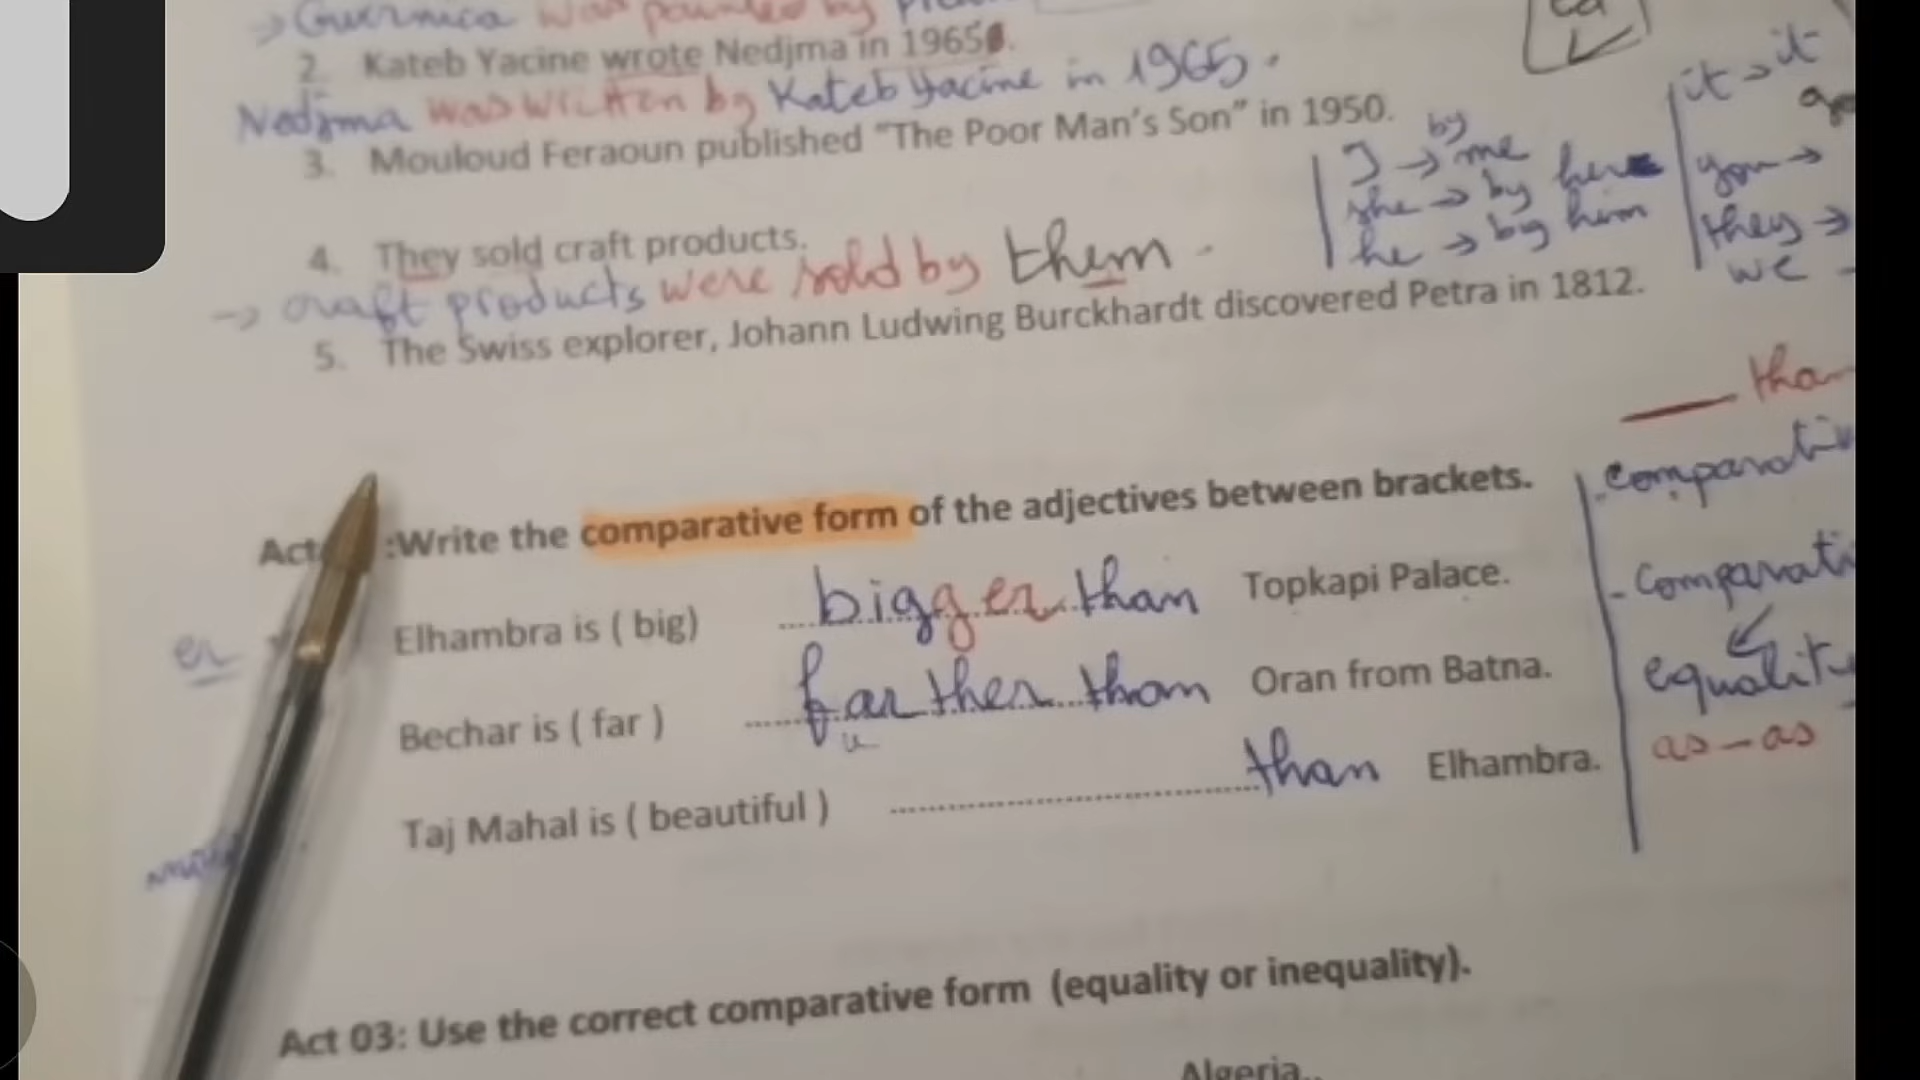 → Guernica was painted by
2. Kateb Yacine wrote Nedjma in 1965.
Nedjma was written by Kateb Yacine in 1965.
3. Mouloud Feraoun published "The Poor Man's Son" in 1950.
by
I → me
she → by her
he → by him
it → it
you →
they →
we
4. They sold craft products.
→ craft products were sold by them.
5. The Swiss explorer, Johann Ludwing Burckhardt discovered Petra in 1812.
Act :Write the comparative form of the adjectives between brackets.
er
Elhambra is ( big) bigger than Topkapi Palace.
Bechar is ( far ) farther than Oran from Batna.
u
Taj Mahal is ( beautiful ) than Elhambra.
equality
as - as
Act 03: Use the correct comparative form (equality or inequality).
Algeria..